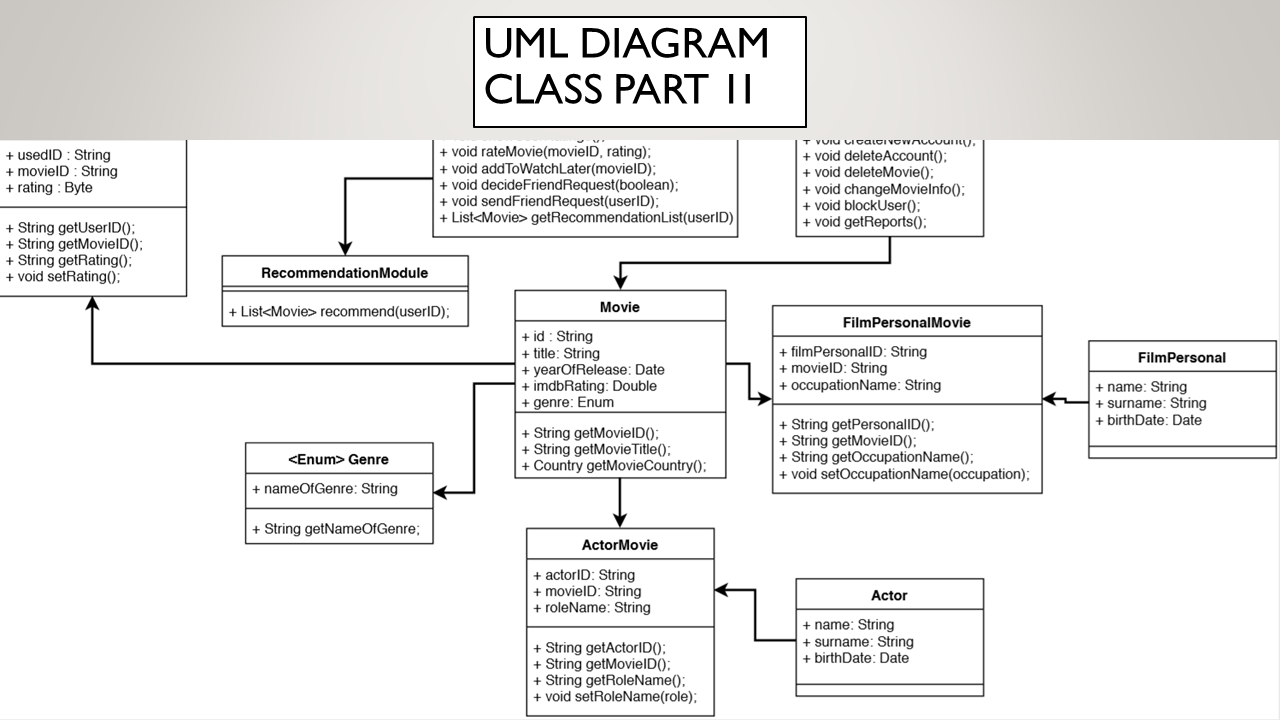 UML DIAGRAM
CLASS PART II
+ usedID : String
+ movieID : String
+ rating : Byte
+ String getUserID();
+ String getMovieID();
+ String getRating();
+ void setRating();
+ void rateMovie(movieID, rating);
+ void addToWatchLater(movieID);
+ void decideFriendRequest(boolean);
+ void sendFriendRequest(userID);
+ List<Movie> getRecommendationList(userID)
+ void createNewAccount();
+ void deleteAccount();
+ void deleteMovie();
+ void changeMovieInfo();
+ void blockUser();
+ void getReports();
RecommendationModule
+ List<Movie> recommend(userID);
Movie
+ id : String
+ title: String
+ yearOfRelease: Date
+ imdbRating: Double
+ genre: Enum
+ String getMovieID();
+ String getMovieTitle();
+ Country getMovieCountry();
FilmPersonalMovie
+ filmPersonalID: String
+ movieID: String
+ occupationName: String
+ String getPersonalID();
+ String getMovieID();
+ String getOccupationName();
+ void setOccupationName(occupation);
FilmPersonal
+ name: String
+ surname: String
+ birthDate: Date
<Enum> Genre
+ nameOfGenre: String
+ String getNameOfGenre;
ActorMovie
+ actorID: String
+ movieID: String
+ roleName: String
+ String getActorID();
+ String getMovieID();
+ String getRoleName();
+ void setRoleName(role);
Actor
+ name: String
+ surname: String
+ birthDate: Date